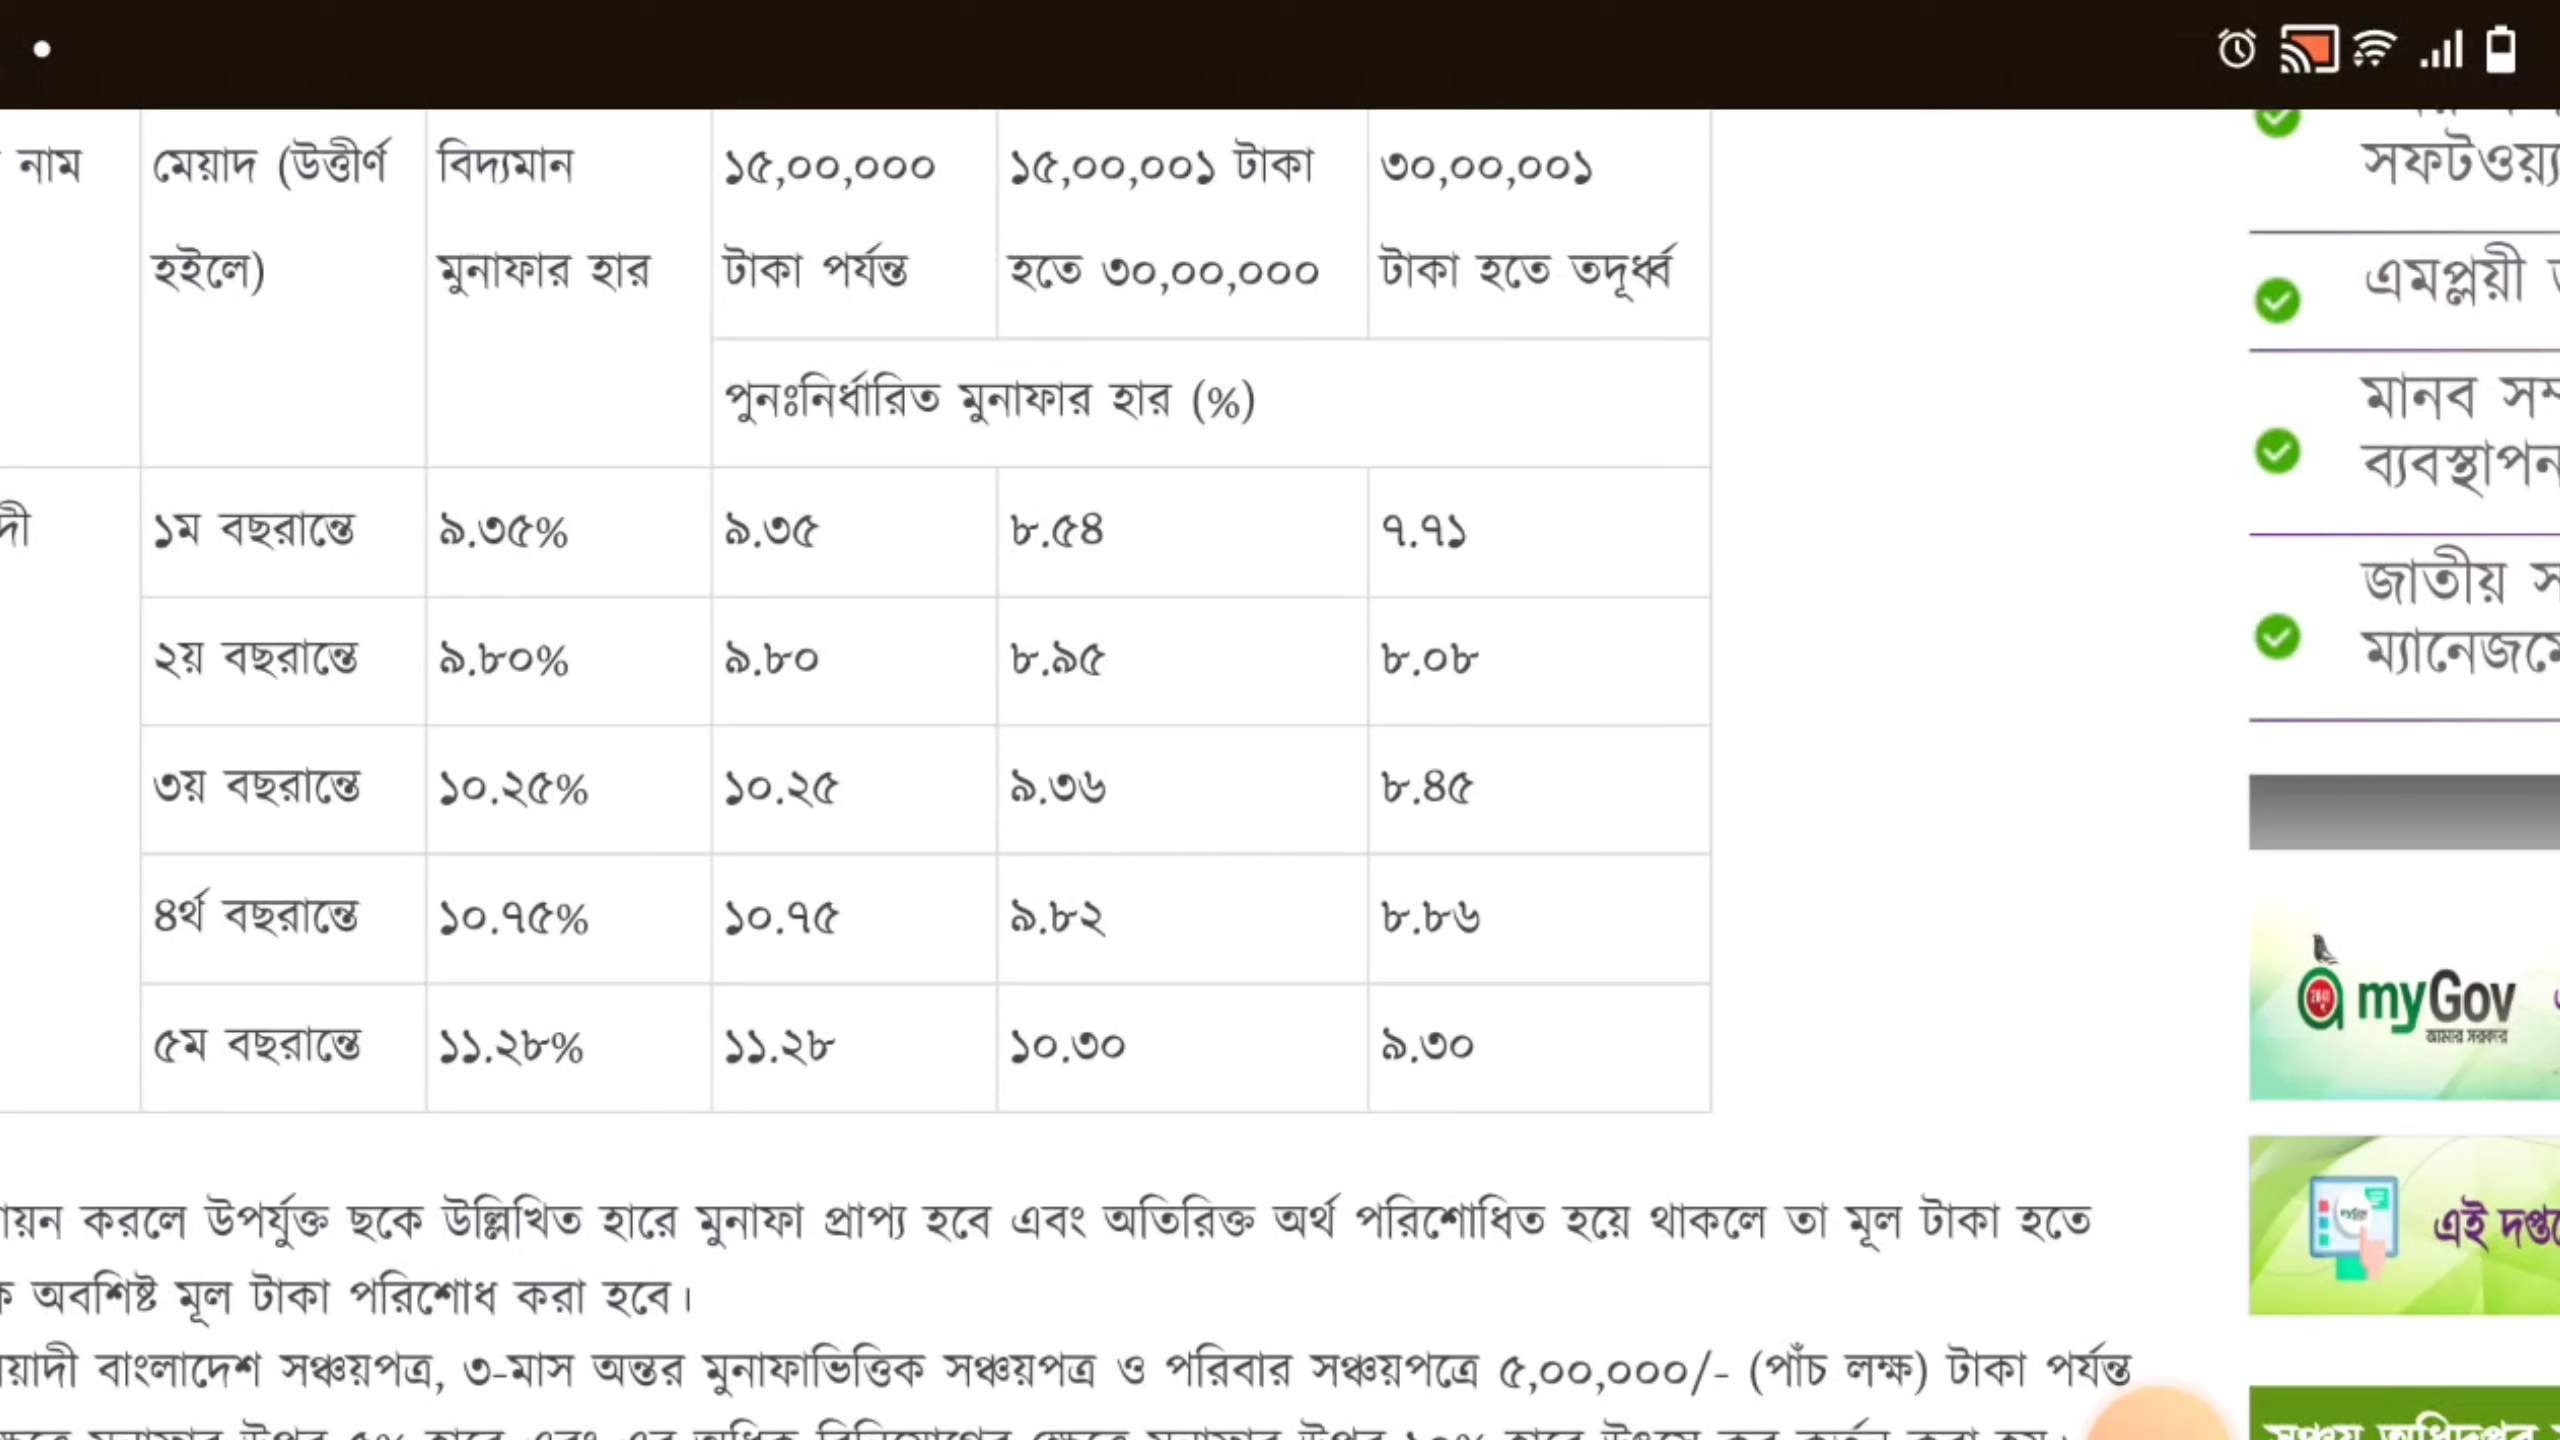 নাম
মেয়াদ (উত্তীর্ণ
হইলে)
বিদ্যমান
মুনাফার হার
১৫,০০,০০০
টাকা পর্যন্ত
১৫,০০,০০১ টাকা
হতে ৩০,০০,০০০
৩০,০০,০০১
টাকা হতে তদূর্ধ্ব
পুনঃনির্ধারিত মুনাফার হার (%)
১ম বছরান্তে ৯.৩৫% ৯.৩৫ ৮.৫৪ ৭.৭১
২য় বছরান্তে ৯.৮০% ৯.৮০ ৮.৯৫ ৮.০৮
৩য় বছরান্তে ১০.২৫% ১০.২৫ ৯.৩৬ ৮.৪৫
৪র্থ বছরান্তে ১০.৭৫% ১০.৭৫ ৯.৮২ ৮.৮৬
৫ম বছরান্তে ১১.২৮% ১১.২৮ ১০.৩০ ৯.৩০
করলে উপর্যুক্ত ছকে উল্লিখিত হারে মুনাফা প্রাপ্য হবে এবং অতিরিক্ত অর্থ পরিশোধিত হয়ে থাকলে তা মূল টাকা হতে
অবশিষ্ট মূল টাকা পরিশোধ করা হবে।
বাংলাদেশ সঞ্চয়পত্র, ৩-মাস অন্তর মুনাফাভিত্তিক সঞ্চয়পত্র ও পরিবার সঞ্চয়পত্রে ৫,০০,০০০/- (পাঁচ লক্ষ) টাকা পর্যন্ত
এমপ্লয়ী
মানব
জাতীয়
myGov
আমার সরকার
এই